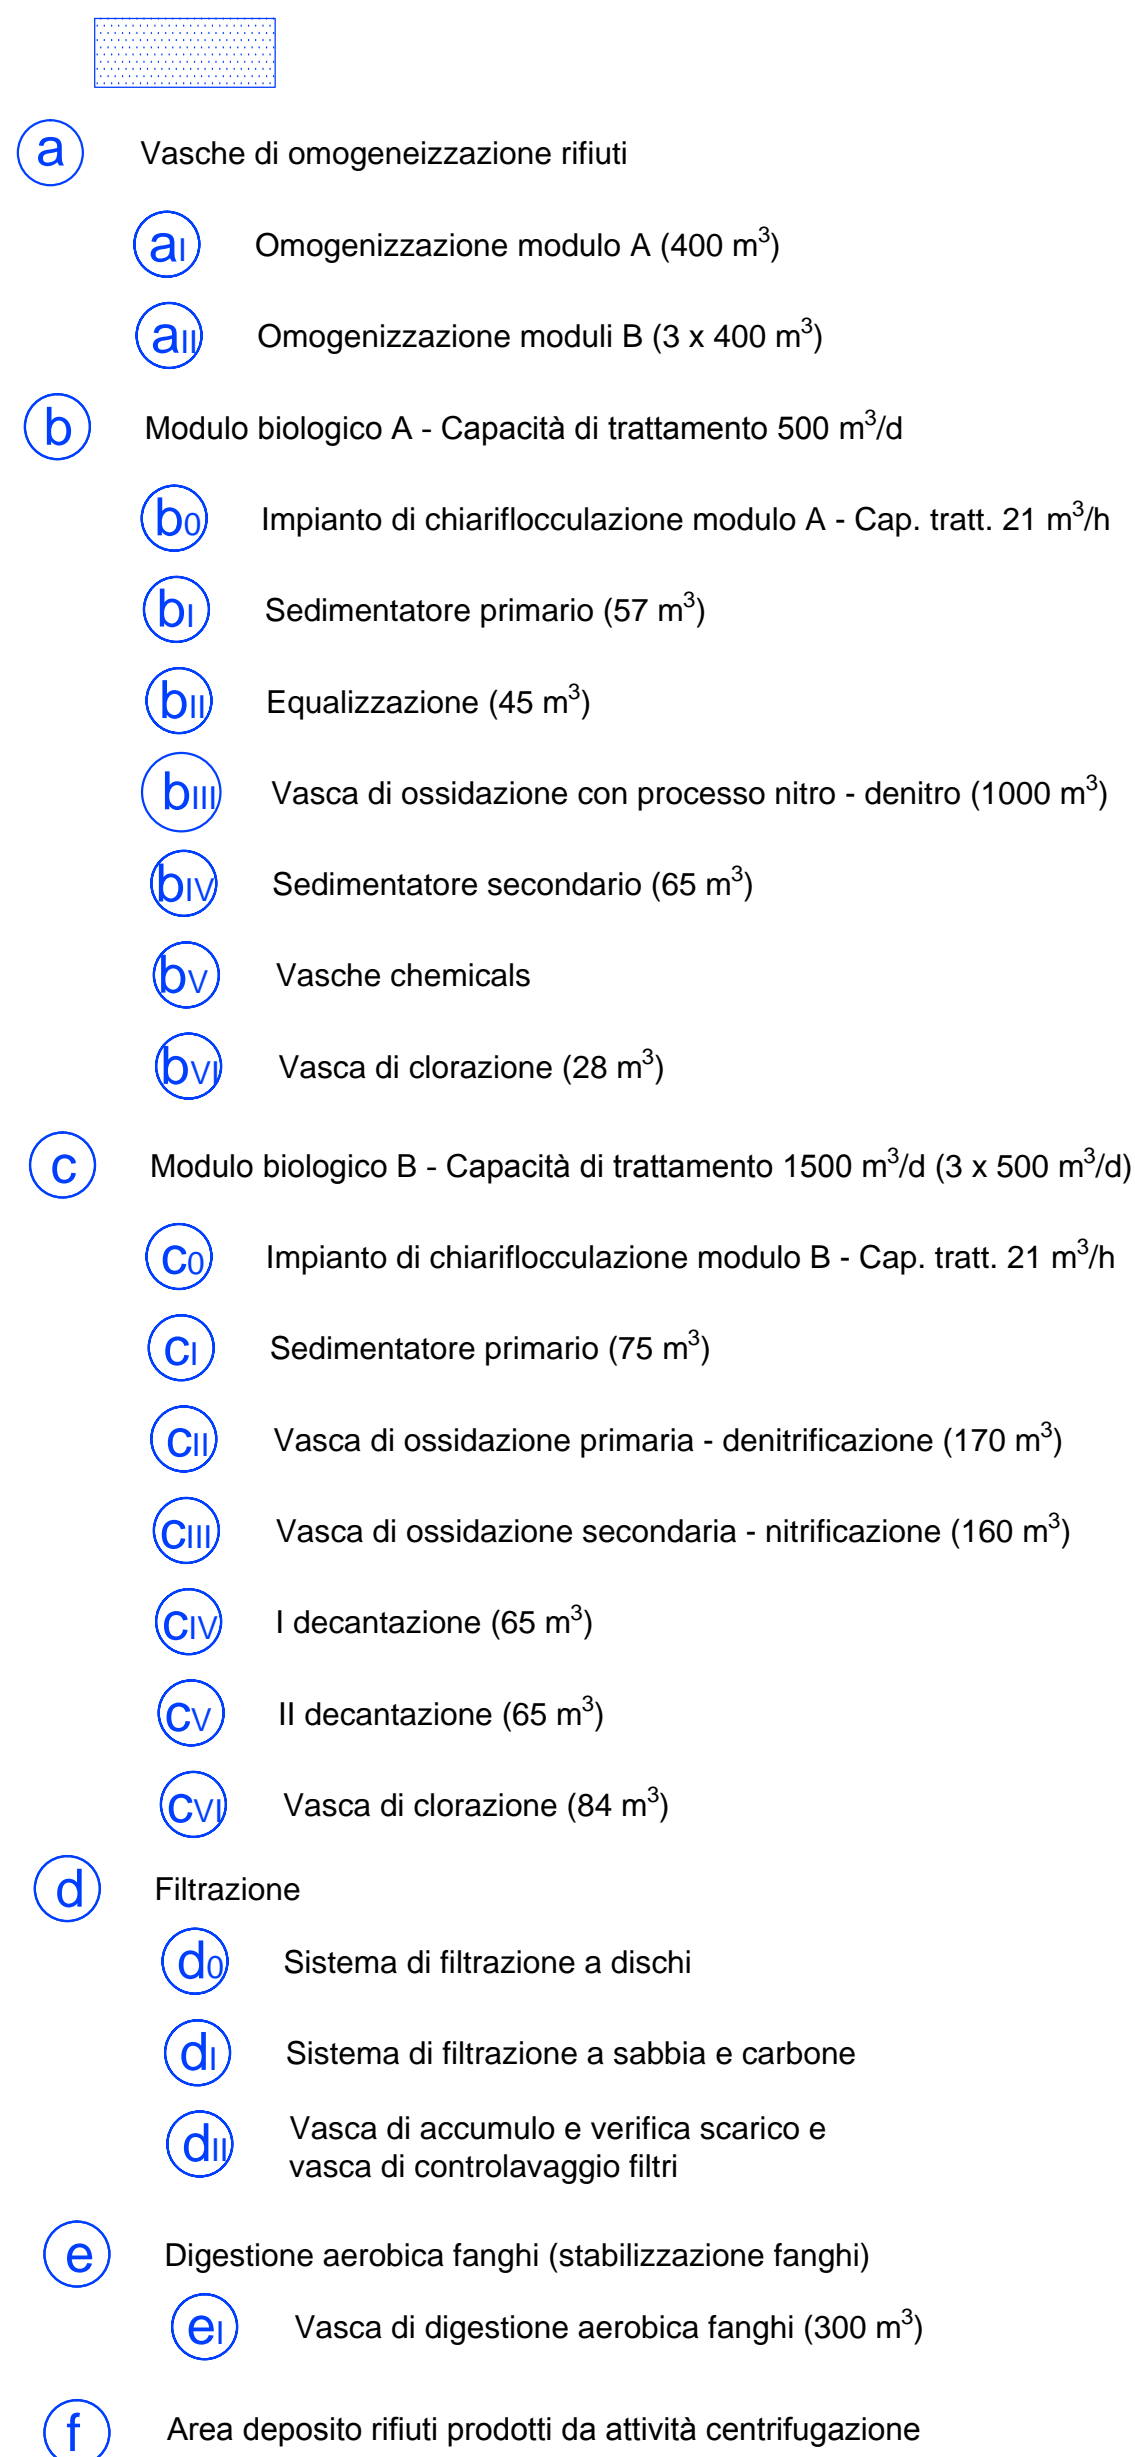 a Vasche di omogeneizzazione rifiuti
aI Omogenizzazione modulo A (400 m³)
aII Omogenizzazione moduli B (3 x 400 m³)
b Modulo biologico A - Capacità di trattamento 500 m³/d
b0 Impianto di chiariflocculazione modulo A - Cap. tratt. 21 m³/h
bI Sedimentatore primario (57 m³)
bII Equalizzazione (45 m³)
bIII Vasca di ossidazione con processo nitro - denitro (1000 m³)
bIV Sedimentatore secondario (65 m³)
bV Vasche chemicals
bVI Vasca di clorazione (28 m³)
c Modulo biologico B - Capacità di trattamento 1500 m³/d (3 x 500 m³/d)
c0 Impianto di chiariflocculazione modulo B - Cap. tratt. 21 m³/h
cI Sedimentatore primario (75 m³)
cII Vasca di ossidazione primaria - denitrificazione (170 m³)
cIII Vasca di ossidazione secondaria - nitrificazione (160 m³)
cIV I decantazione (65 m³)
cV II decantazione (65 m³)
cVI Vasca di clorazione (84 m³)
d Filtrazione
d0 Sistema di filtrazione a dischi
dI Sistema di filtrazione a sabbia e carbone
dII Vasca di accumulo e verifica scarico e
vasca di controlavaggio filtri
e Digestione aerobica fanghi (stabilizzazione fanghi)
eI Vasca di digestione aerobica fanghi (300 m³)
f Area deposito rifiuti prodotti da attività centrifugazione